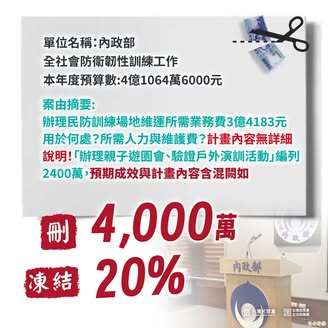 單位名稱：內政部
全社會防衛韌性訓練工作
本年度預算數：4億1064萬6000元
案由摘要：
辦理民防訓練場地維運所需業務費3億4183元
用於何處？所需人力與維護費？計畫內容無詳細
說明！「辦理親子遊園會、驗證戶外演訓活動」編列
2400萬，預期成效與計畫內容含混關如
刪 4,000萬
凍結 20%
內政部